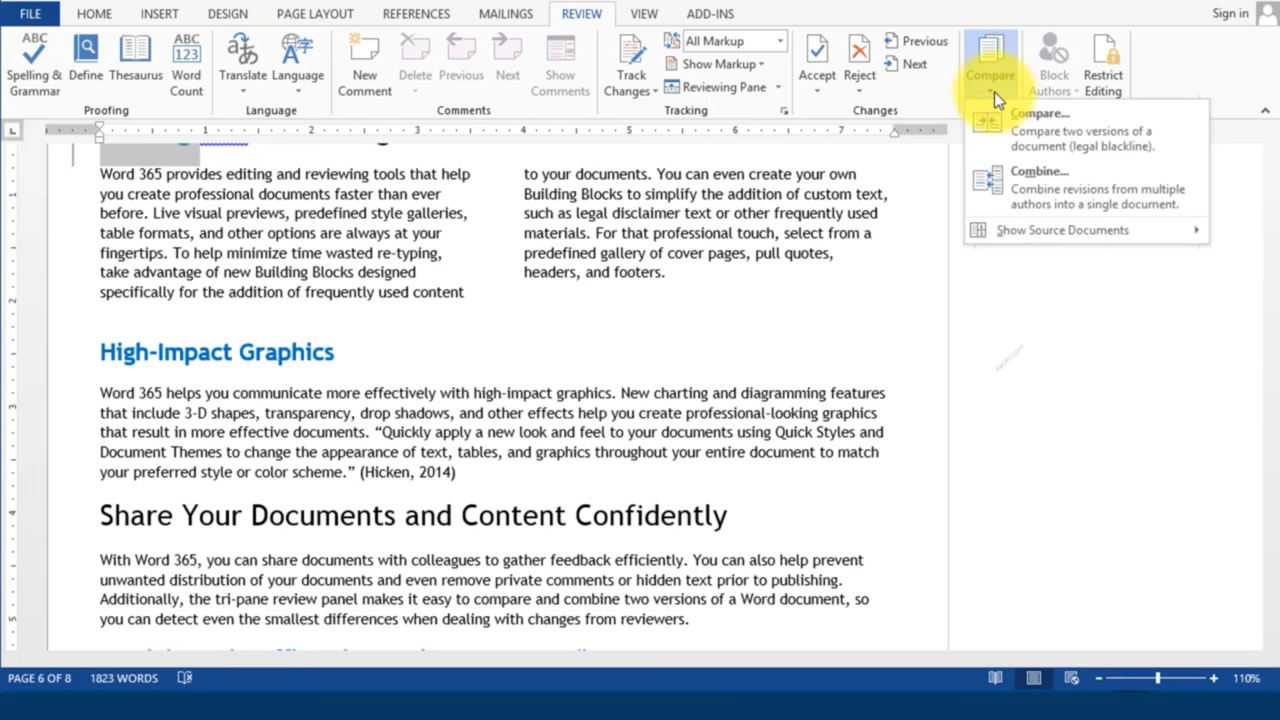 FILE HOME INSERT DESIGN PAGE LAYOUT REFERENCES MAILINGS REVIEW VIEW ADD-INS Sign in
ABC Spelling & Grammar
Define
Thesaurus
ABC 123 Word Count
Proofing
Translate
Language
Language
New Comment
Delete
Previous
Next
Show Comments
Comments
Track Changes
All Markup
Show Markup
Reviewing Pane
Tracking
Accept
Reject
Previous
Next
Changes
Compare
Block Authors
Restrict Editing
Compare...
Compare two versions of a
document (legal blackline).
Combine...
Combine revisions from multiple
authors into a single document.
Show Source Documents
1 2 3 4 5 6 7
Word 365 provides editing and reviewing tools that help
you create professional documents faster than ever
before. Live visual previews, predefined style galleries,
table formats, and other options are always at your
fingertips. To help minimize time wasted re-typing,
take advantage of new Building Blocks designed
specifically for the addition of frequently used content
to your documents. You can even create your own
Building Blocks to simplify the addition of custom text,
such as legal disclaimer text or other frequently used
materials. For that professional touch, select from a
predefined gallery of cover pages, pull quotes,
headers, and footers.
High-Impact Graphics
Word 365 helps you communicate more effectively with high-impact graphics. New charting and diagramming features
that include 3-D shapes, transparency, drop shadows, and other effects help you create professional-looking graphics
that result in more effective documents. “Quickly apply a new look and feel to your documents using Quick Styles and
Document Themes to change the appearance of text, tables, and graphics throughout your entire document to match
your preferred style or color scheme.” (Hicken, 2014)
Share Your Documents and Content Confidently
With Word 365, you can share documents with colleagues to gather feedback efficiently. You can also help prevent
unwanted distribution of your documents and even remove private comments or hidden text prior to publishing.
Additionally, the tri-pane review panel makes it easy to compare and combine two versions of a Word document, so
you can detect even the smallest differences when dealing with changes from reviewers.
1
2
3
4
5
PAGE 6 OF 8 1823 WORDS 110%